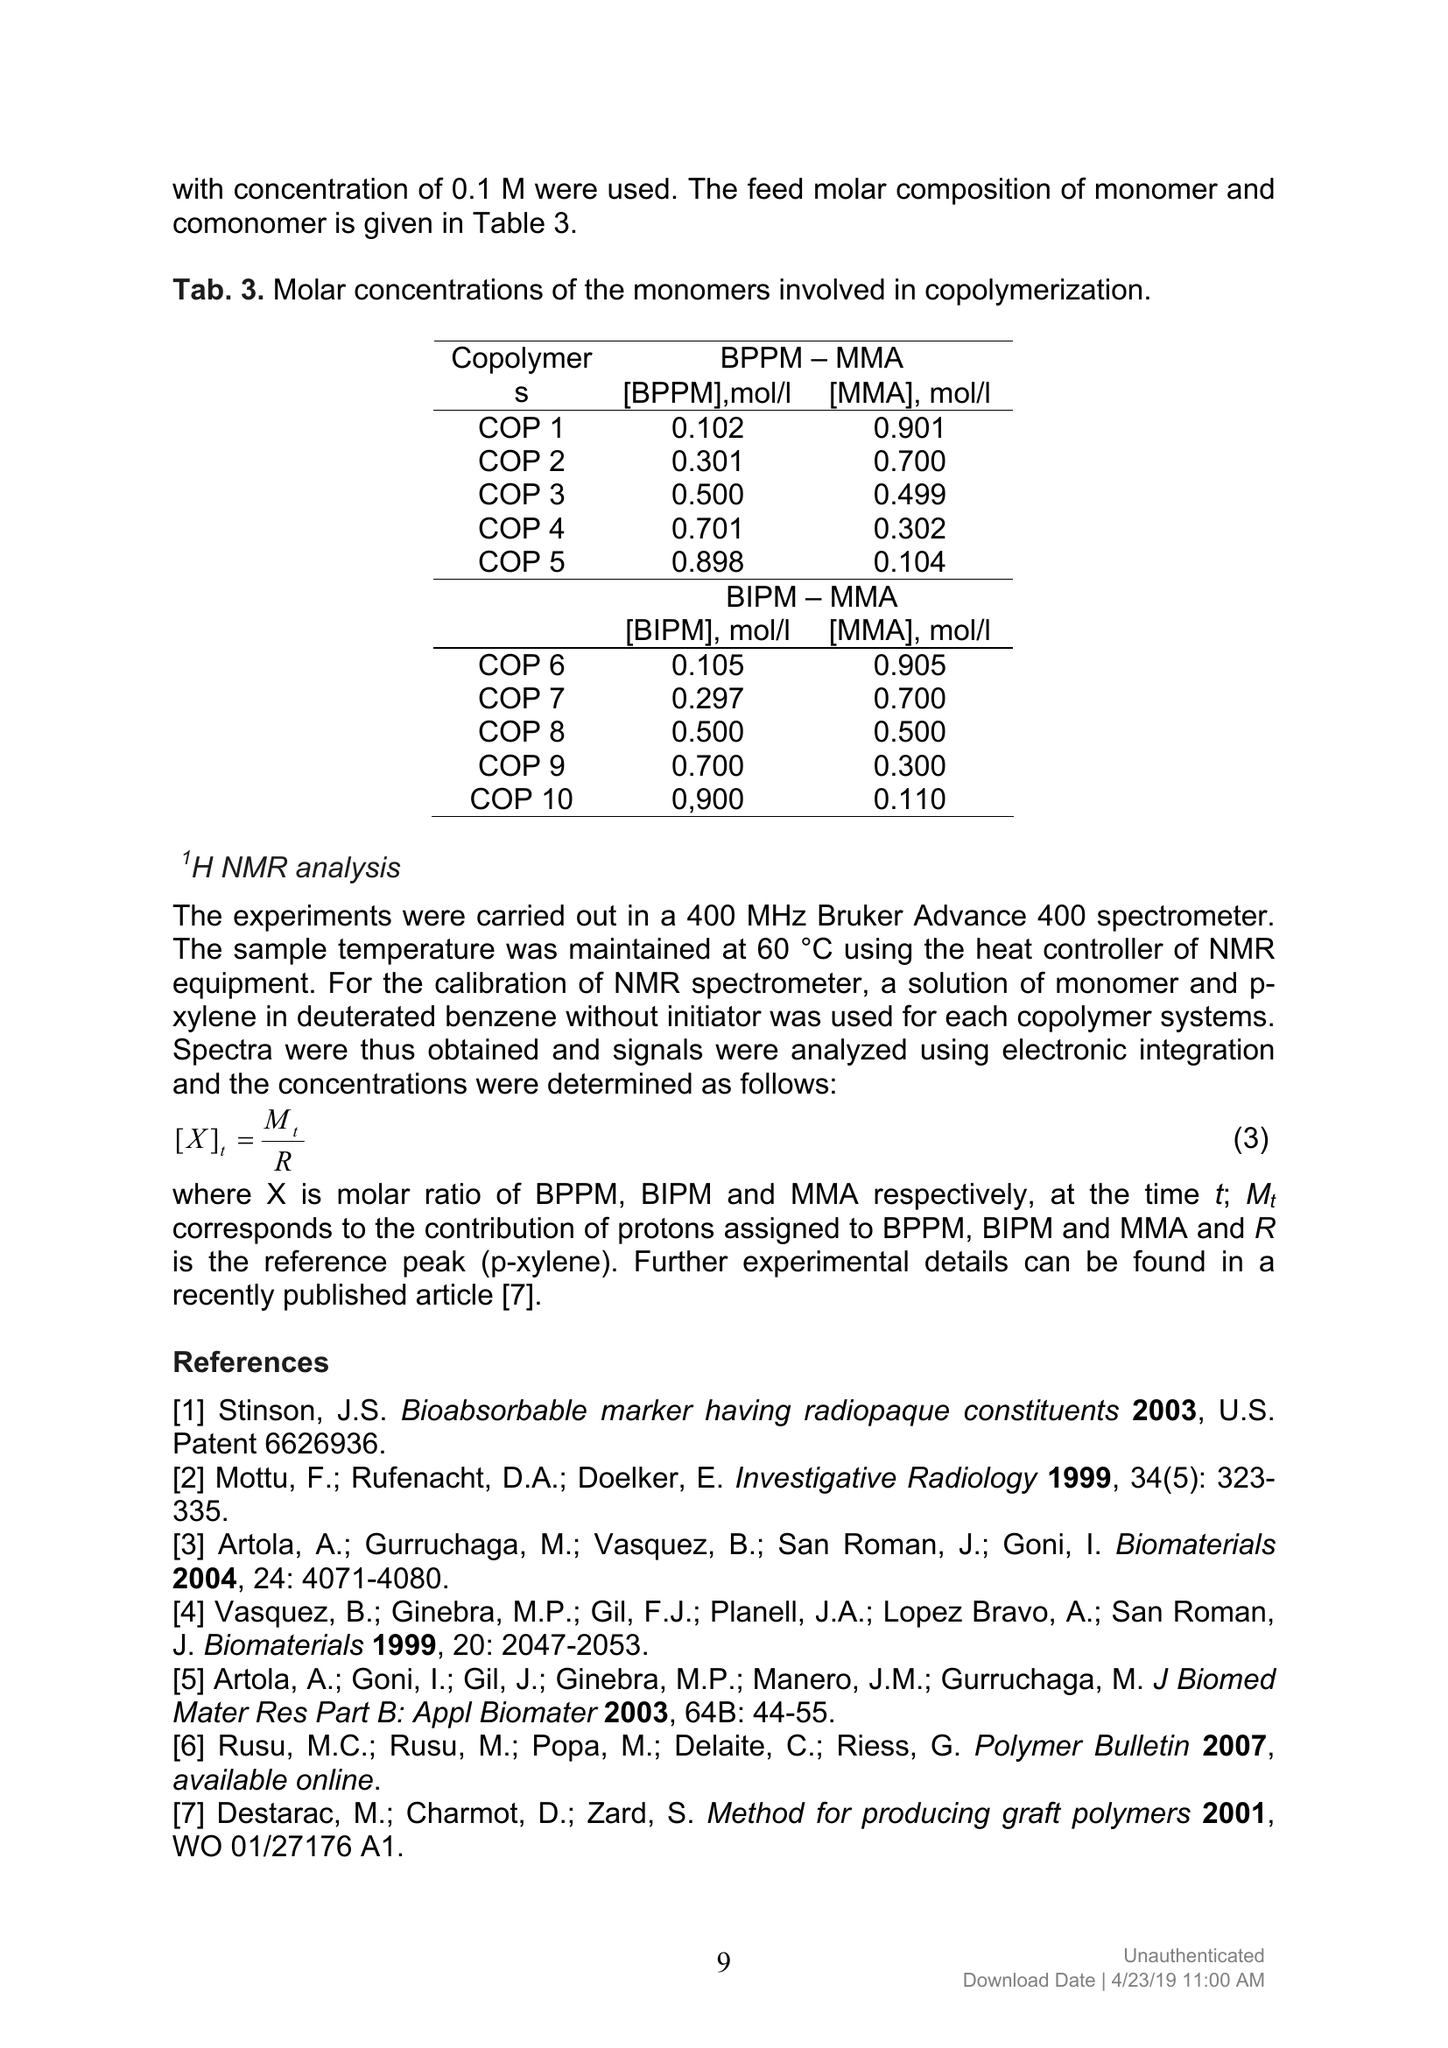 with concentration of 0.1 M were used. The feed molar composition of monomer and
comonomer is given in Table 3.
Tab. 3. Molar concentrations of the monomers involved in copolymerization.
Copolymer BPPM – MMA
s [BPPM],mol/l [MMA], mol/l
COP 1 0.102 0.901
COP 2 0.301 0.700
COP 3 0.500 0.499
COP 4 0.701 0.302
COP 5 0.898 0.104
BIPM – MMA
[BIPM], mol/l [MMA], mol/l
COP 6 0.105 0.905
COP 7 0.297 0.700
COP 8 0.500 0.500
COP 9 0.700 0.300
COP 10 0,900 0.110
¹H NMR analysis
The experiments were carried out in a 400 MHz Bruker Advance 400 spectrometer.
The sample temperature was maintained at 60 °C using the heat controller of NMR
equipment. For the calibration of NMR spectrometer, a solution of monomer and p-
xylene in deuterated benzene without initiator was used for each copolymer systems.
Spectra were thus obtained and signals were analyzed using electronic integration
and the concentrations were determined as follows:
[X]t = Mt / R (3)
where X is molar ratio of BPPM, BIPM and MMA respectively, at the time t; Mt
corresponds to the contribution of protons assigned to BPPM, BIPM and MMA and R
is the reference peak (p-xylene). Further experimental details can be found in a
recently published article [7].
References
[1] Stinson, J.S. Bioabsorbable marker having radiopaque constituents 2003, U.S.
Patent 6626936.
[2] Mottu, F.; Rufenacht, D.A.; Doelker, E. Investigative Radiology 1999, 34(5): 323-
335.
[3] Artola, A.; Gurruchaga, M.; Vasquez, B.; San Roman, J.; Goni, I. Biomaterials
2004, 24: 4071-4080.
[4] Vasquez, B.; Ginebra, M.P.; Gil, F.J.; Planell, J.A.; Lopez Bravo, A.; San Roman,
J. Biomaterials 1999, 20: 2047-2053.
[5] Artola, A.; Goni, I.; Gil, J.; Ginebra, M.P.; Manero, J.M.; Gurruchaga, M. J Biomed
Mater Res Part B: Appl Biomater 2003, 64B: 44-55.
[6] Rusu, M.C.; Rusu, M.; Popa, M.; Delaite, C.; Riess, G. Polymer Bulletin 2007,
available online.
[7] Destarac, M.; Charmot, D.; Zard, S. Method for producing graft polymers 2001,
WO 01/27176 A1.
9
Unauthenticated
Download Date | 4/23/19 11:00 AM